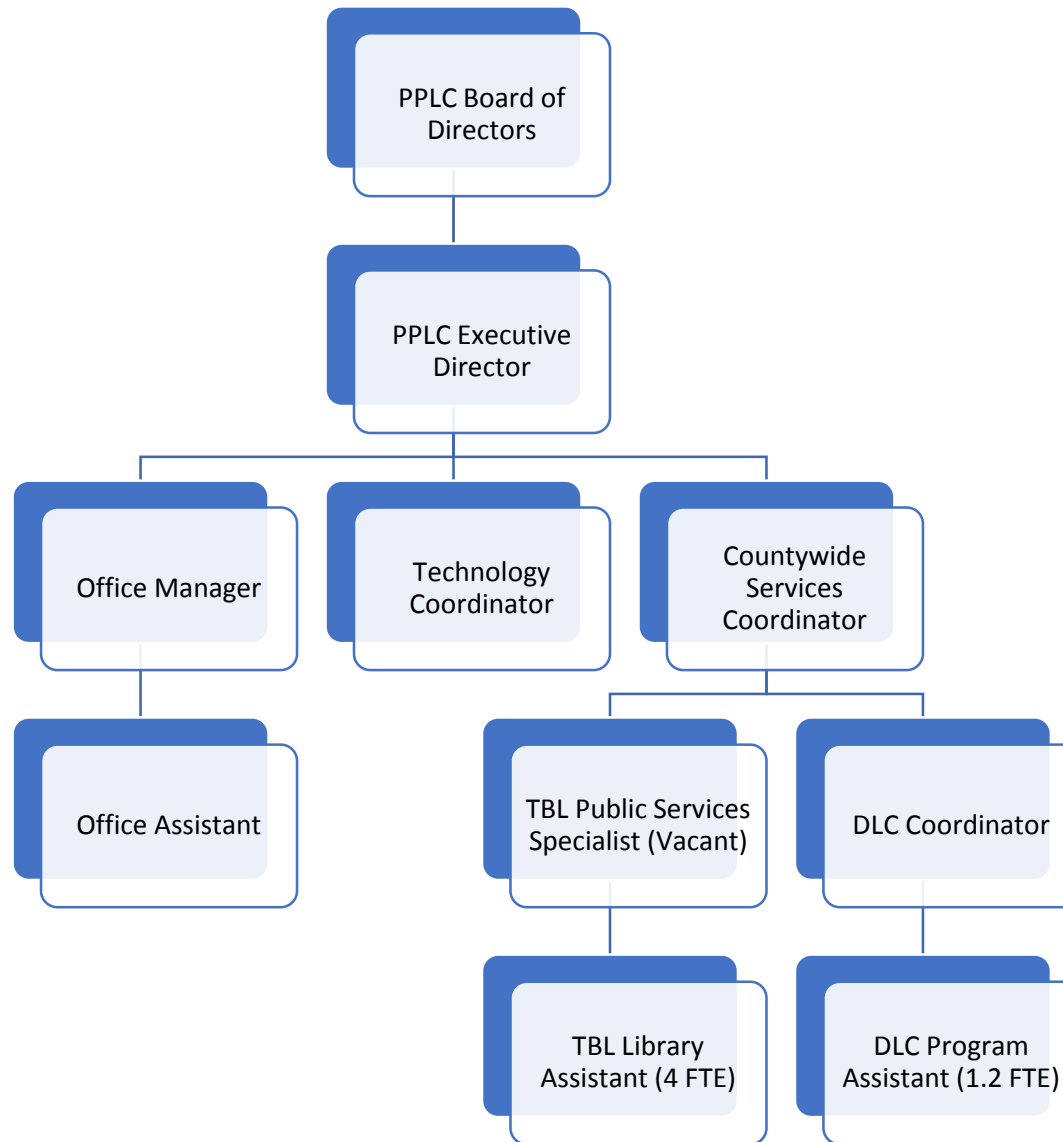 PPLC Board of
Directors
PPLC Executive
Director
Office Manager
Technology
Coordinator
Countywide
Services
Coordinator
Office Assistant
TBL Public Services
Specialist (Vacant)
DLC Coordinator
TBL Library
Assistant (4 FTE)
DLC Program
Assistant (1.2 FTE)